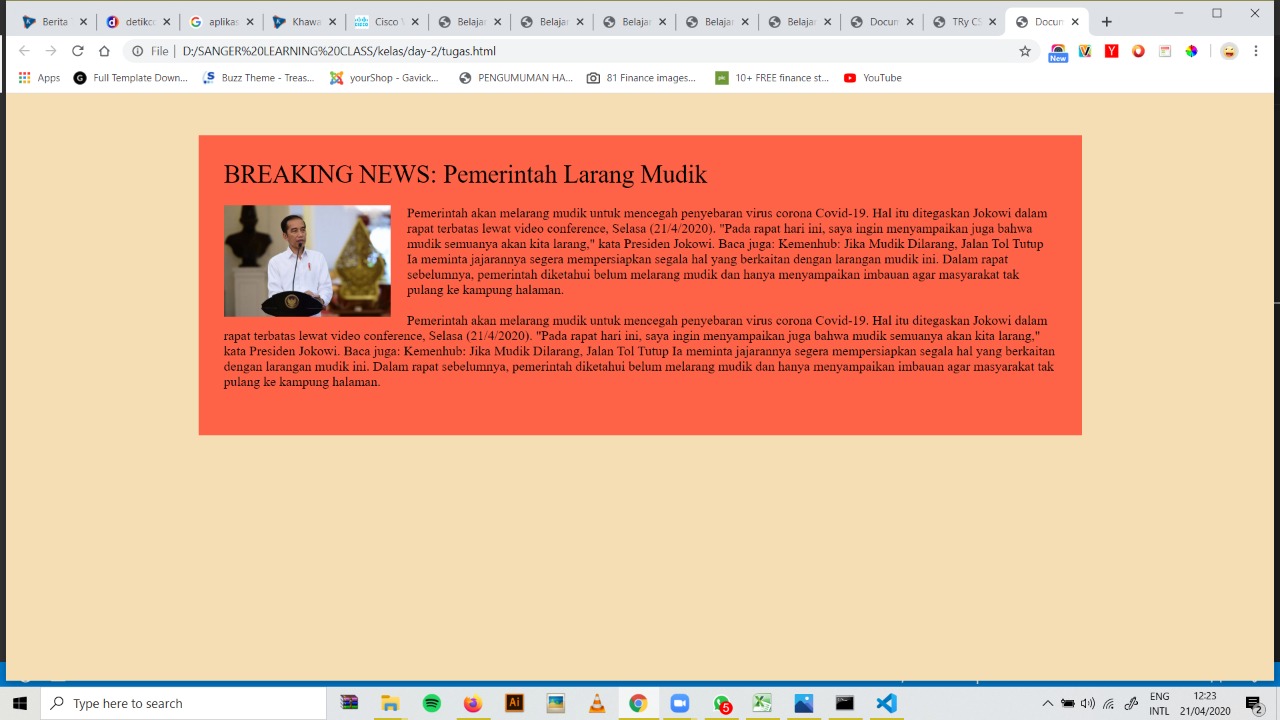 Berita
detikc
aplikas
Khawa
Cisco
Belaja
Belajar
Belajar
Belajar
Belajar
Docum
TRy CS
Docum
File | D:/SANGER%20LEARNING%20CLASS/kelas/day-2/tugas.html
New
Apps
Full Template Down...
Buzz Theme - Treas...
yourShop - Gavick...
PENGUMUMAN HA...
81 Finance images...
10+ FREE finance st...
YouTube
BREAKING NEWS: Pemerintah Larang Mudik
Pemerintah akan melarang mudik untuk mencegah penyebaran virus corona Covid-19. Hal itu ditegaskan Jokowi dalam
rapat terbatas lewat video conference, Selasa (21/4/2020). "Pada rapat hari ini, saya ingin menyampaikan juga bahwa
mudik semuanya akan kita larang," kata Presiden Jokowi. Baca juga: Kemenhub: Jika Mudik Dilarang, Jalan Tol Tutup
Ia meminta jajarannya segera mempersiapkan segala hal yang berkaitan dengan larangan mudik ini. Dalam rapat
sebelumnya, pemerintah diketahui belum melarang mudik dan hanya menyampaikan imbauan agar masyarakat tak
pulang ke kampung halaman.
Pemerintah akan melarang mudik untuk mencegah penyebaran virus corona Covid-19. Hal itu ditegaskan Jokowi dalam
rapat terbatas lewat video conference, Selasa (21/4/2020). "Pada rapat hari ini, saya ingin menyampaikan juga bahwa mudik semuanya akan kita larang,"
kata Presiden Jokowi. Baca juga: Kemenhub: Jika Mudik Dilarang, Jalan Tol Tutup Ia meminta jajarannya segera mempersiapkan segala hal yang berkaitan
dengan larangan mudik ini. Dalam rapat sebelumnya, pemerintah diketahui belum melarang mudik dan hanya menyampaikan imbauan agar masyarakat tak
pulang ke kampung halaman.
Type here to search
Ai
5
ENG
INTL
12:23
21/04/2020
2